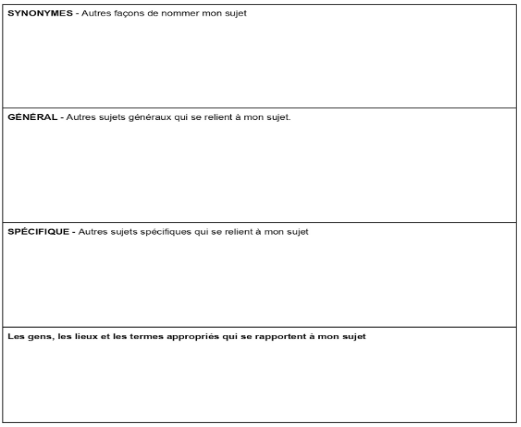 SYNONYMES - Autres façons de nommer mon sujet
GÉNÉRAL - Autres sujets généraux qui se relient à mon sujet.
SPÉCIFIQUE - Autres sujets spécifiques qui se relient à mon sujet
Les gens, les lieux et les termes appropriés qui se rapportent à mon sujet